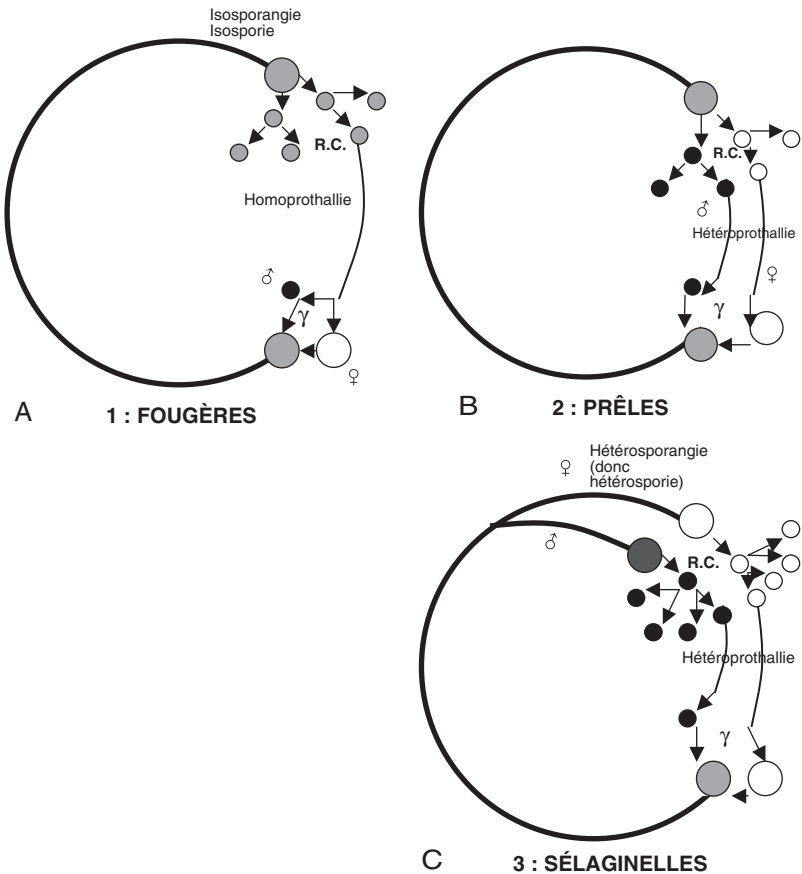 Isosporangie
Isosporie
R.C.
Homoprothallie
♂
γ
♀
A
1 : FOUGÈRES
R.C.
♂
Hétéroprothallie
♀
γ
B
2 : PRÊLES
♀
Hétérosporangie
(donc
hétérosporie)
♂
R.C.
Hétéroprothallie
γ
C
3 : SÉLAGINELLES